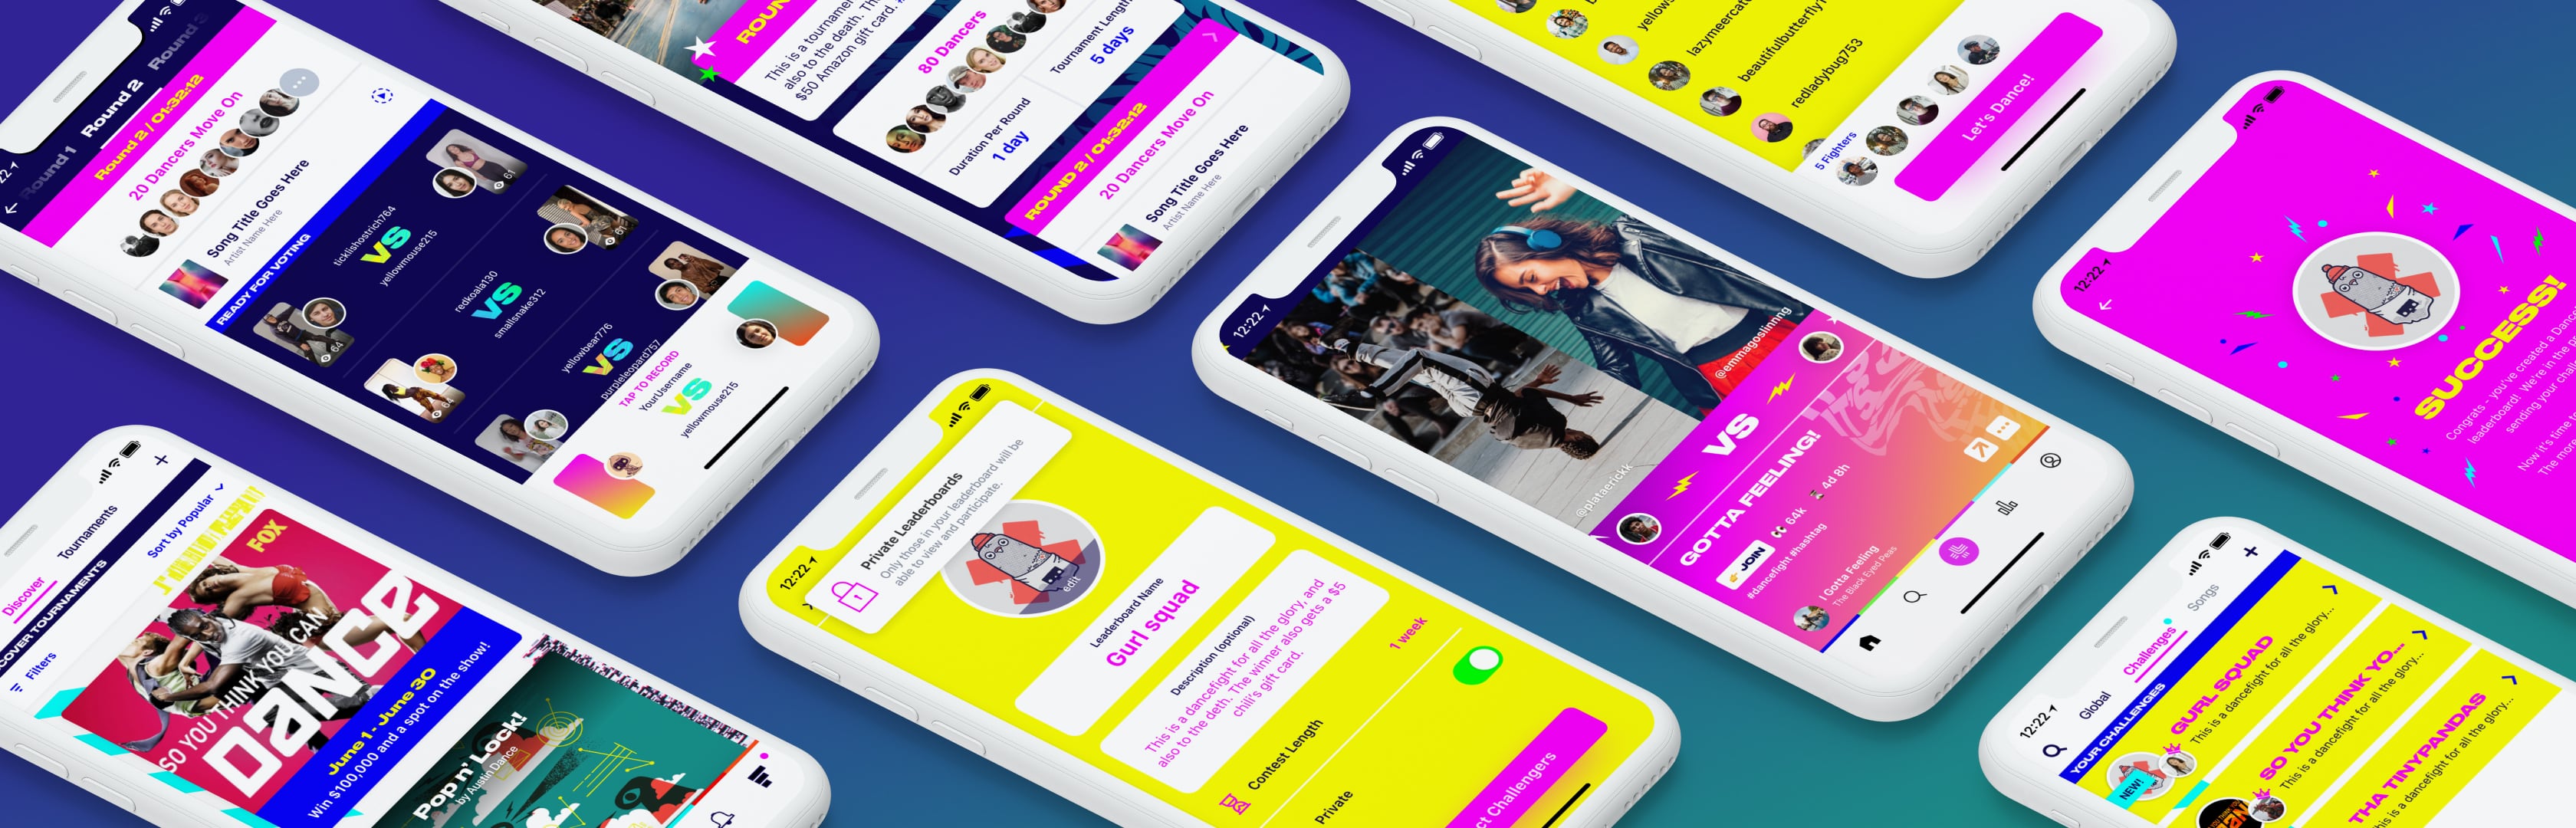 Round 1
Round 2
Round 3
Round 2 / 01:32:12
20 Dancers Move On
Song Title Goes Here
Artist Name Here
READY FOR VOTING
ticklishostrich764
VS
yellowmouse215
64
61
redkoala130
VS
smallsnake312
64
61
yellowbear776
VS
purpleleopard757
TAP TO RECORD
YourUsername
VS
yellowmouse215
This is a tournament
also to the death. Th
$50 Amazon gift card.
80 Dancers
Duration Per Round
1 day
Tournament Length
5 days
ROUND 2 / 01:32:12
20 Dancers Move On
Song Title Goes Here
Artist Name Here
lazymeercat
beautifulbutterfly1
redladybug753
5 Fighters
Let's Dance!
12:22
@plataerickk
@emmagoslinnng
VS
GOTTA FEELING!
JOIN
64k
4d 8h
#dancefight #hashtag
I Gotta Feeling
The Black Eyed Peas
12:22
SUCCESS!
Congrats - you've created a Dance
leaderboard! We're in the
sending your chal
Now it's time
The more
Discover
Tournaments
COVER TOURNAMENTS
Filters
Sort by Popular
FOX
SO YOU THINK YOU CAN
DANCE
June 1 - June 30
Win $100,000 and a spot on the show!
Pop n' Lock!
by Austin Dance
12:22
Private Leaderboards
Only those in your leaderboard will be
able to view and participate.
edit
Leaderboard Name
Gurl squad
Description (optional)
This is a dancefight for all the glory, and
also to the deth. The winner also gets a $5
chili's gift card.
Contest Length
1 week
Private
ct Challengers
12:22
Global
Challenges
Songs
YOUR CHALLENGES
NEW!
GURL SQUAD
This is a dancefight for all the glory...
SO YOU THINK YO...
This is a dancefight for all the glory...
THA TINYPANDAS
his is a dancefight for all the glory...